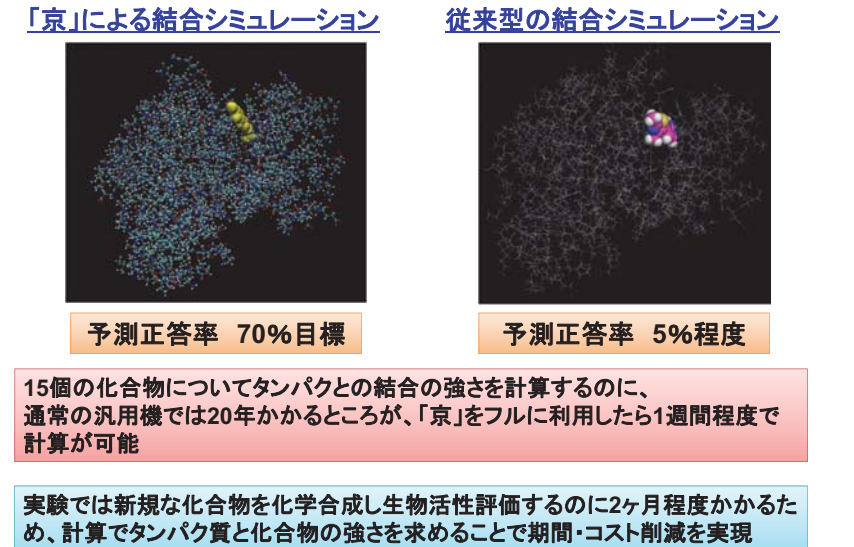 「京」による結合シミュレーション
従来型の結合シミュレーション
予測正答率 70%目標
予測正答率 5%程度
15個の化合物についてタンパクとの結合の強さを計算するのに、
通常の汎用機では20年かかるところが、「京」をフルに利用したら1週間程度で
計算が可能
実験では新規な化合物を化学合成し生物活性評価するのに2ヶ月程度かかるた
め、計算でタンパク質と化合物の強さを求めることで期間・コスト削減を実現